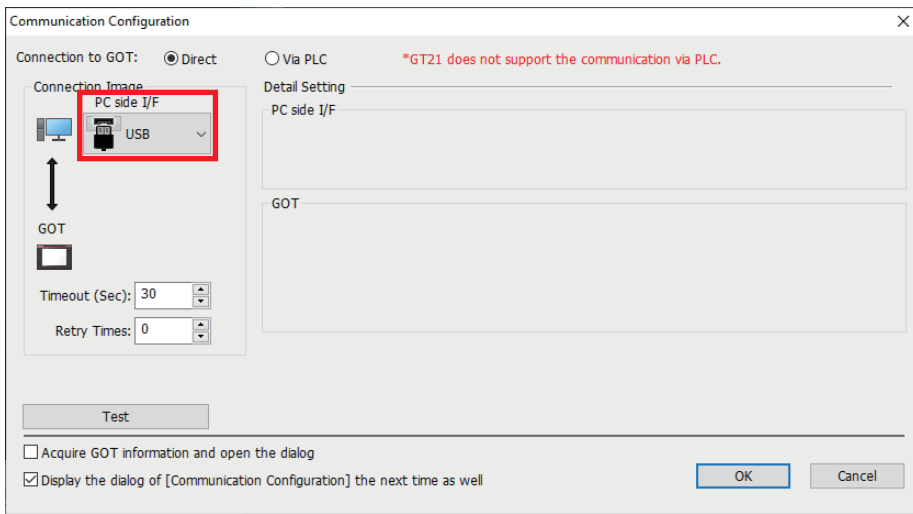 Communication Configuration
Connection to GOT: Direct Via PLC *GT21 does not support the communication via PLC.
Connection Image Detail Setting
PC side I/F PC side I/F
USB
GOT
GOT
Timeout (Sec): 30
Retry Times: 0
Test
Acquire GOT information and open the dialog
Display the dialog of [Communication Configuration] the next time as well
OK Cancel